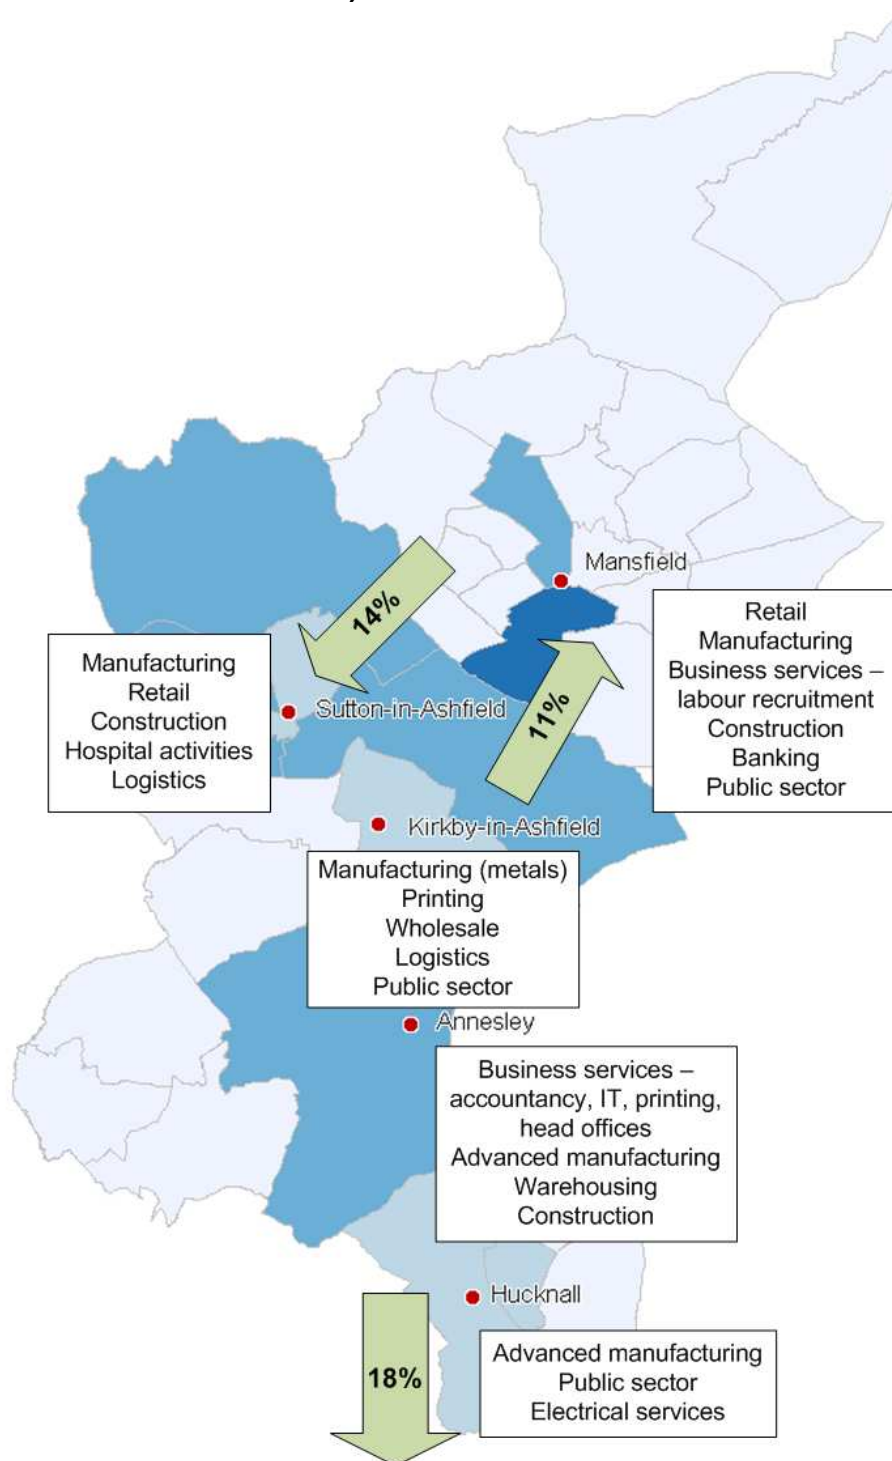 Mansfield
14%
Retail
Manufacturing
Business services –
labour recruitment
Construction
Banking
Public sector
Manufacturing
Retail
Construction
Hospital activities
Logistics
Sutton-in-Ashfield
11%
Kirkby-in-Ashfield
Manufacturing (metals)
Printing
Wholesale
Logistics
Public sector
Annesley
Business services –
accountancy, IT, printing,
head offices
Advanced manufacturing
Warehousing
Construction
Hucknall
18%
Advanced manufacturing
Public sector
Electrical services